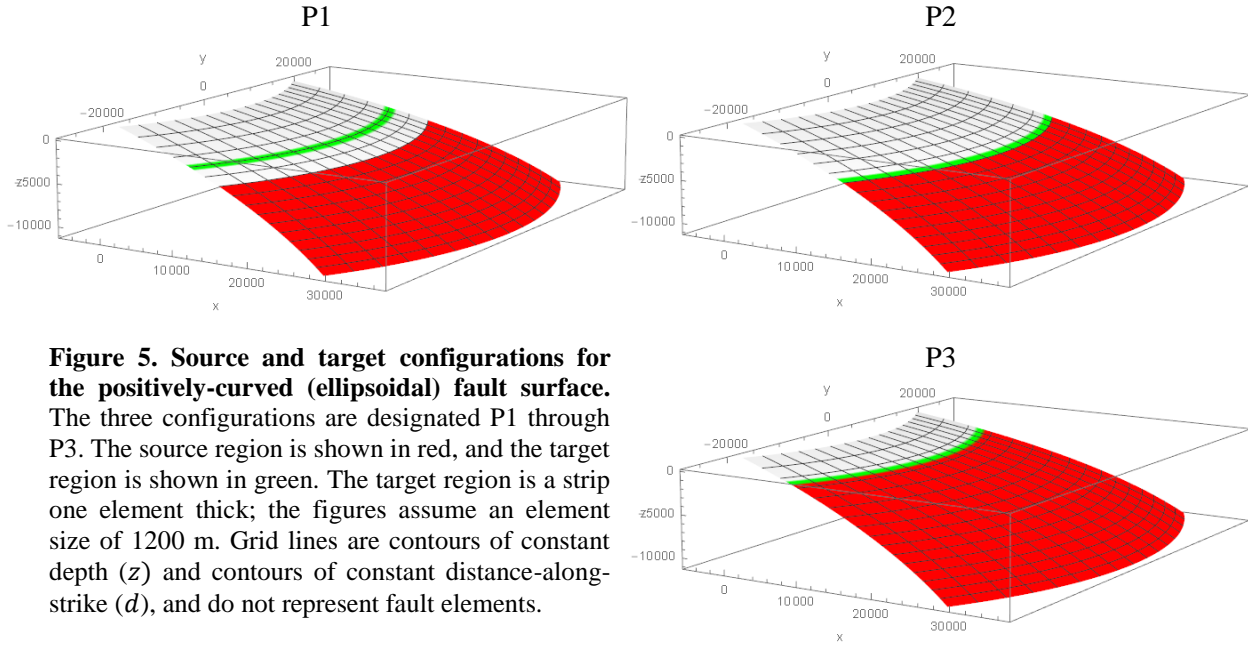 P1
y
20000
0
-20000
0
-z5000
-10000
0
10000
20000
30000
x
P2
y
20000
0
-20000
0
-z5000
-10000
0
10000
20000
30000
x
Figure 5. Source and target configurations for
the positively-curved (ellipsoidal) fault surface.
The three configurations are designated P1 through
P3. The source region is shown in red, and the target
region is shown in green. The target region is a strip
one element thick; the figures assume an element
size of 1200 m. Grid lines are contours of constant
depth (z) and contours of constant distance-along-
strike (d), and do not represent fault elements.
P3
y
20000
0
-20000
0
-z5000
-10000
0
10000
20000
30000
x